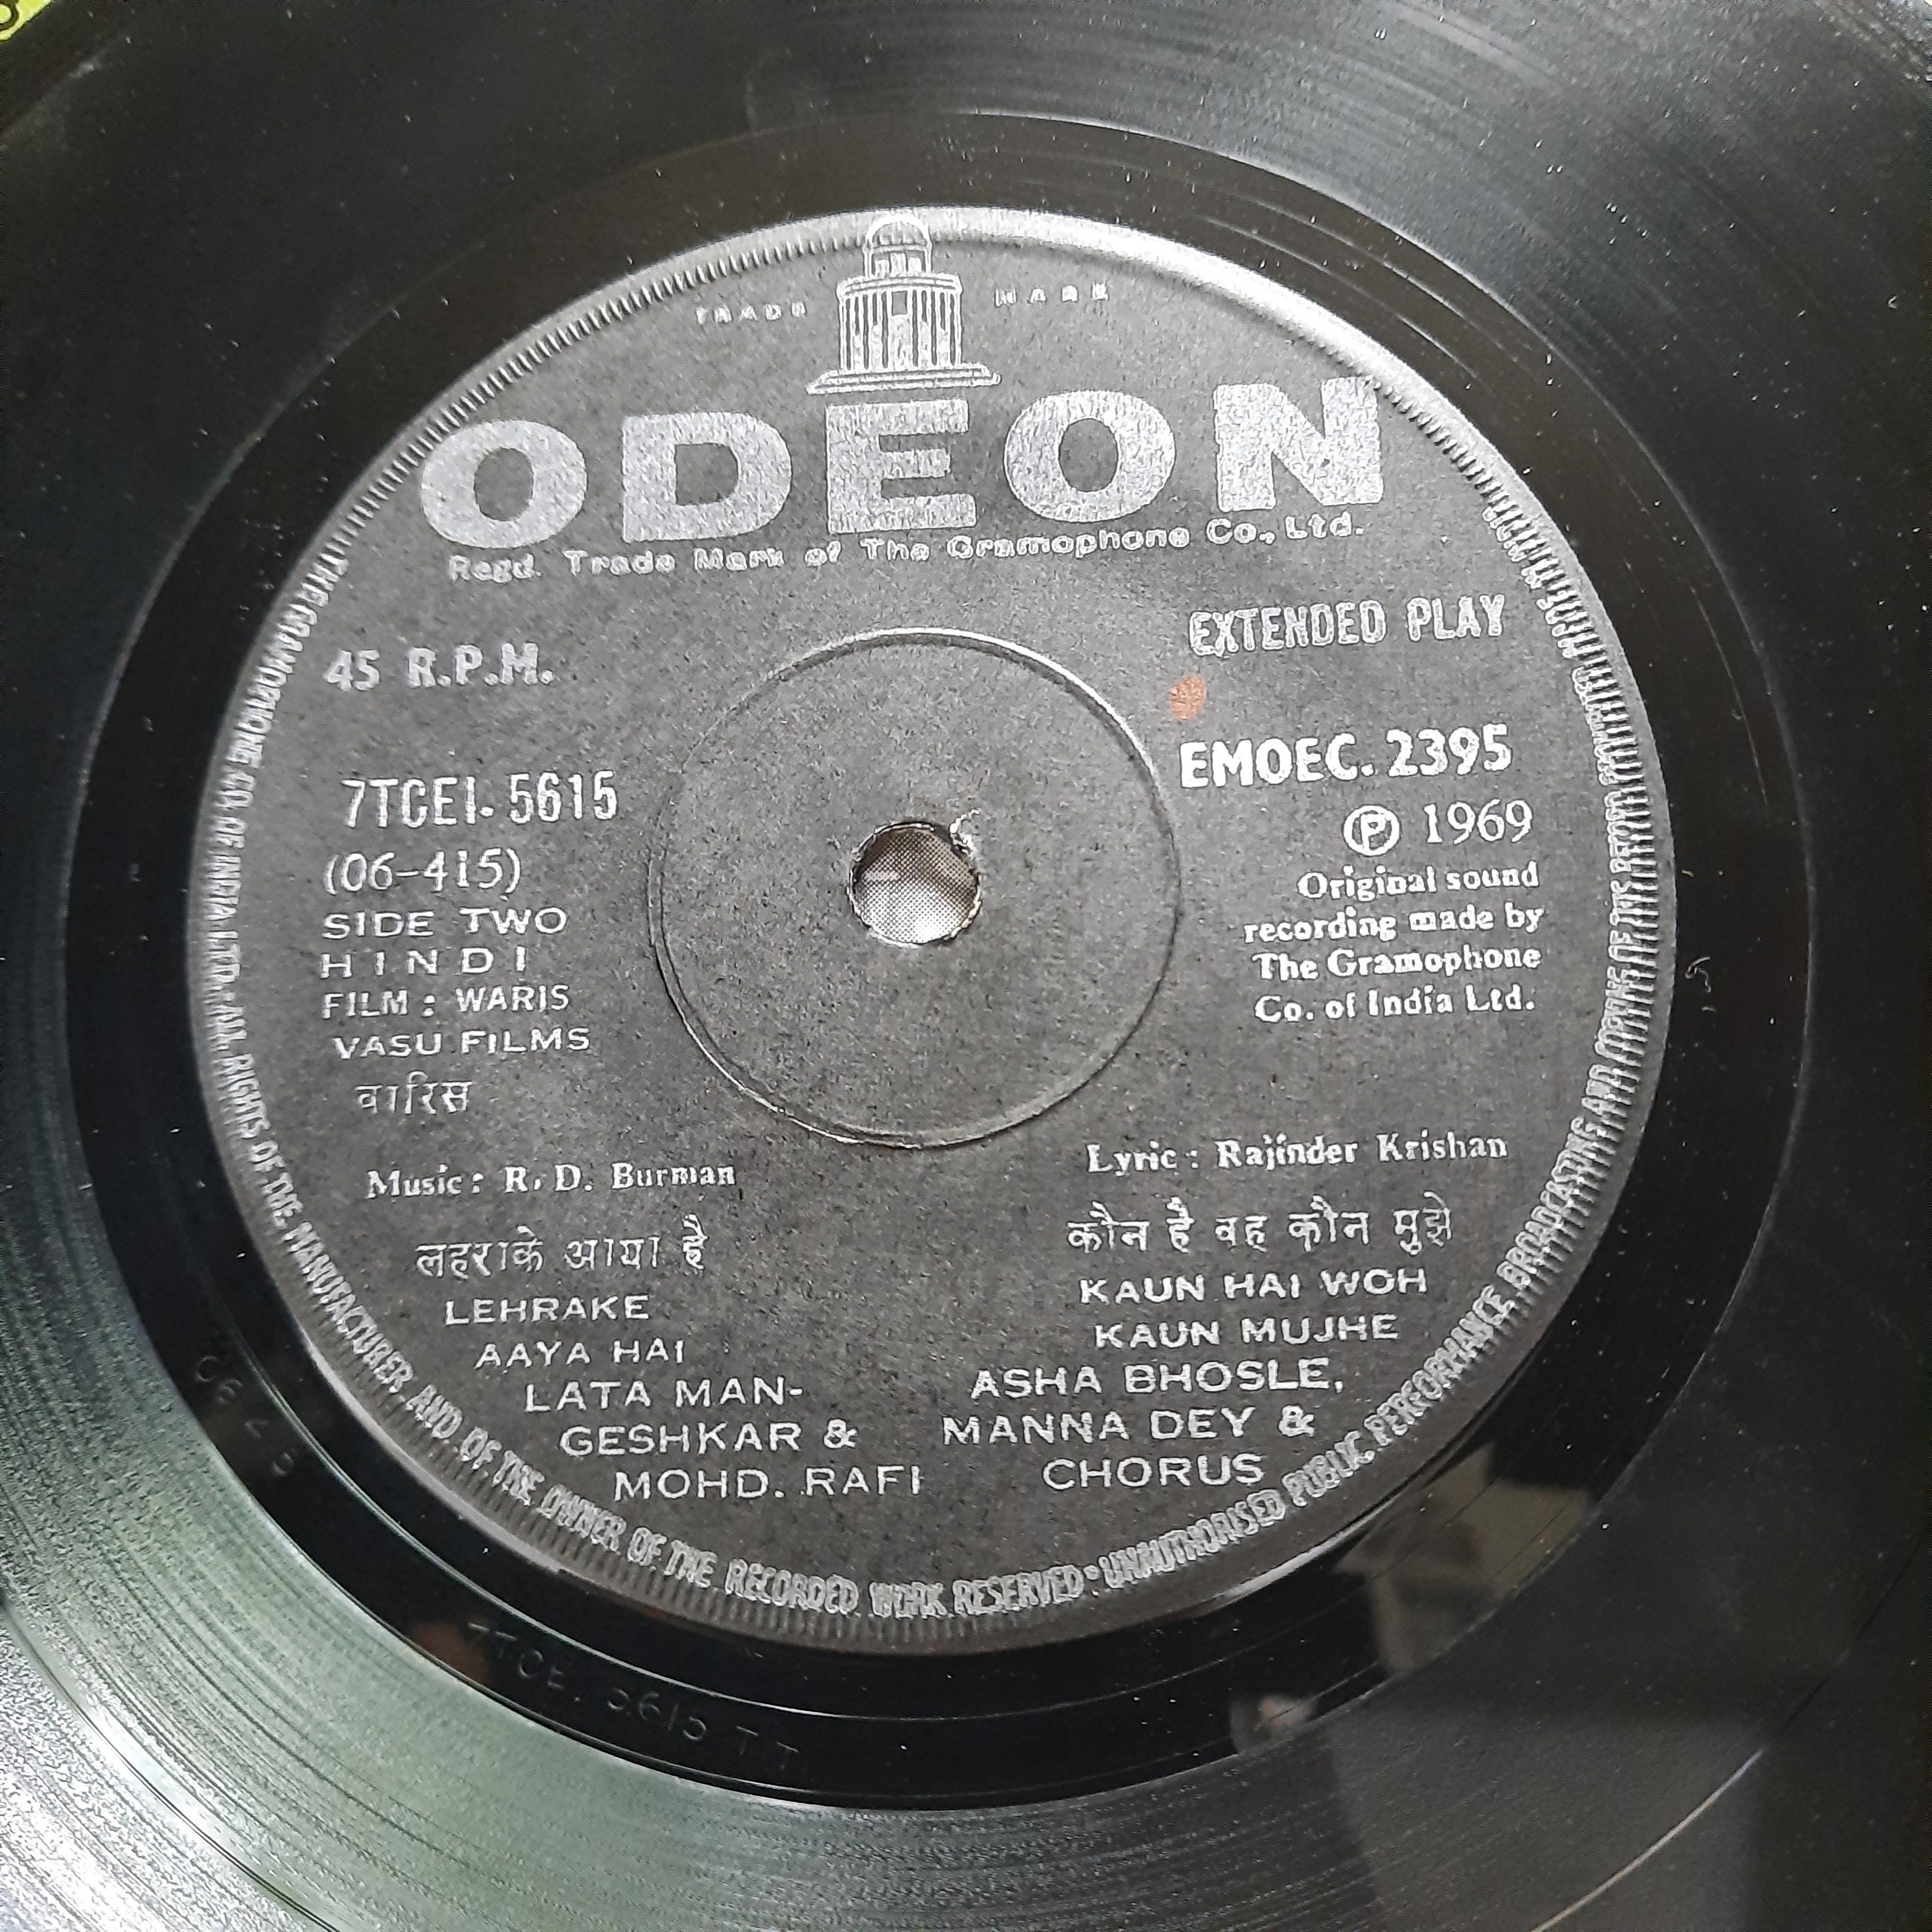 TRADE MARK
ODEON
Regd. Trade Mark of The Gramophone Co., Ltd.
45 R.P.M.
EXTENDED PLAY
7TCEI. 5615
(06-415)
SIDE TWO
HINDI
FILM : WARIS
VASU FILMS
वारिस
EMOEC. 2395
Ⓟ 1969
Original sound
recording made by
The Gramophone
Co. of India Ltd.
Music: R. D. Burman
Lyric : Rajinder Krishan
लहराके आया है
LEHRAKE
AAYA HAI
LATA MAN-
GESHKAR &
MOHD. RAFI
कौन है वह कौन मुझे
KAUN HAI WOH
KAUN MUJHE
ASHA BHOSLE,
MANNA DEY &
CHORUS
THE GRAMOPHONE CO. OF INDIA LTD. ALL RIGHTS OF THE MANUFACTURER AND OF THE OWNER OF THE RECORDED WORK RESERVED • UNAUTHORISED PUBLIC PERFORMANCE, BROADCASTING AND COPYING OF THIS RECORD PROHIBITED
7TCE. 5615 T T